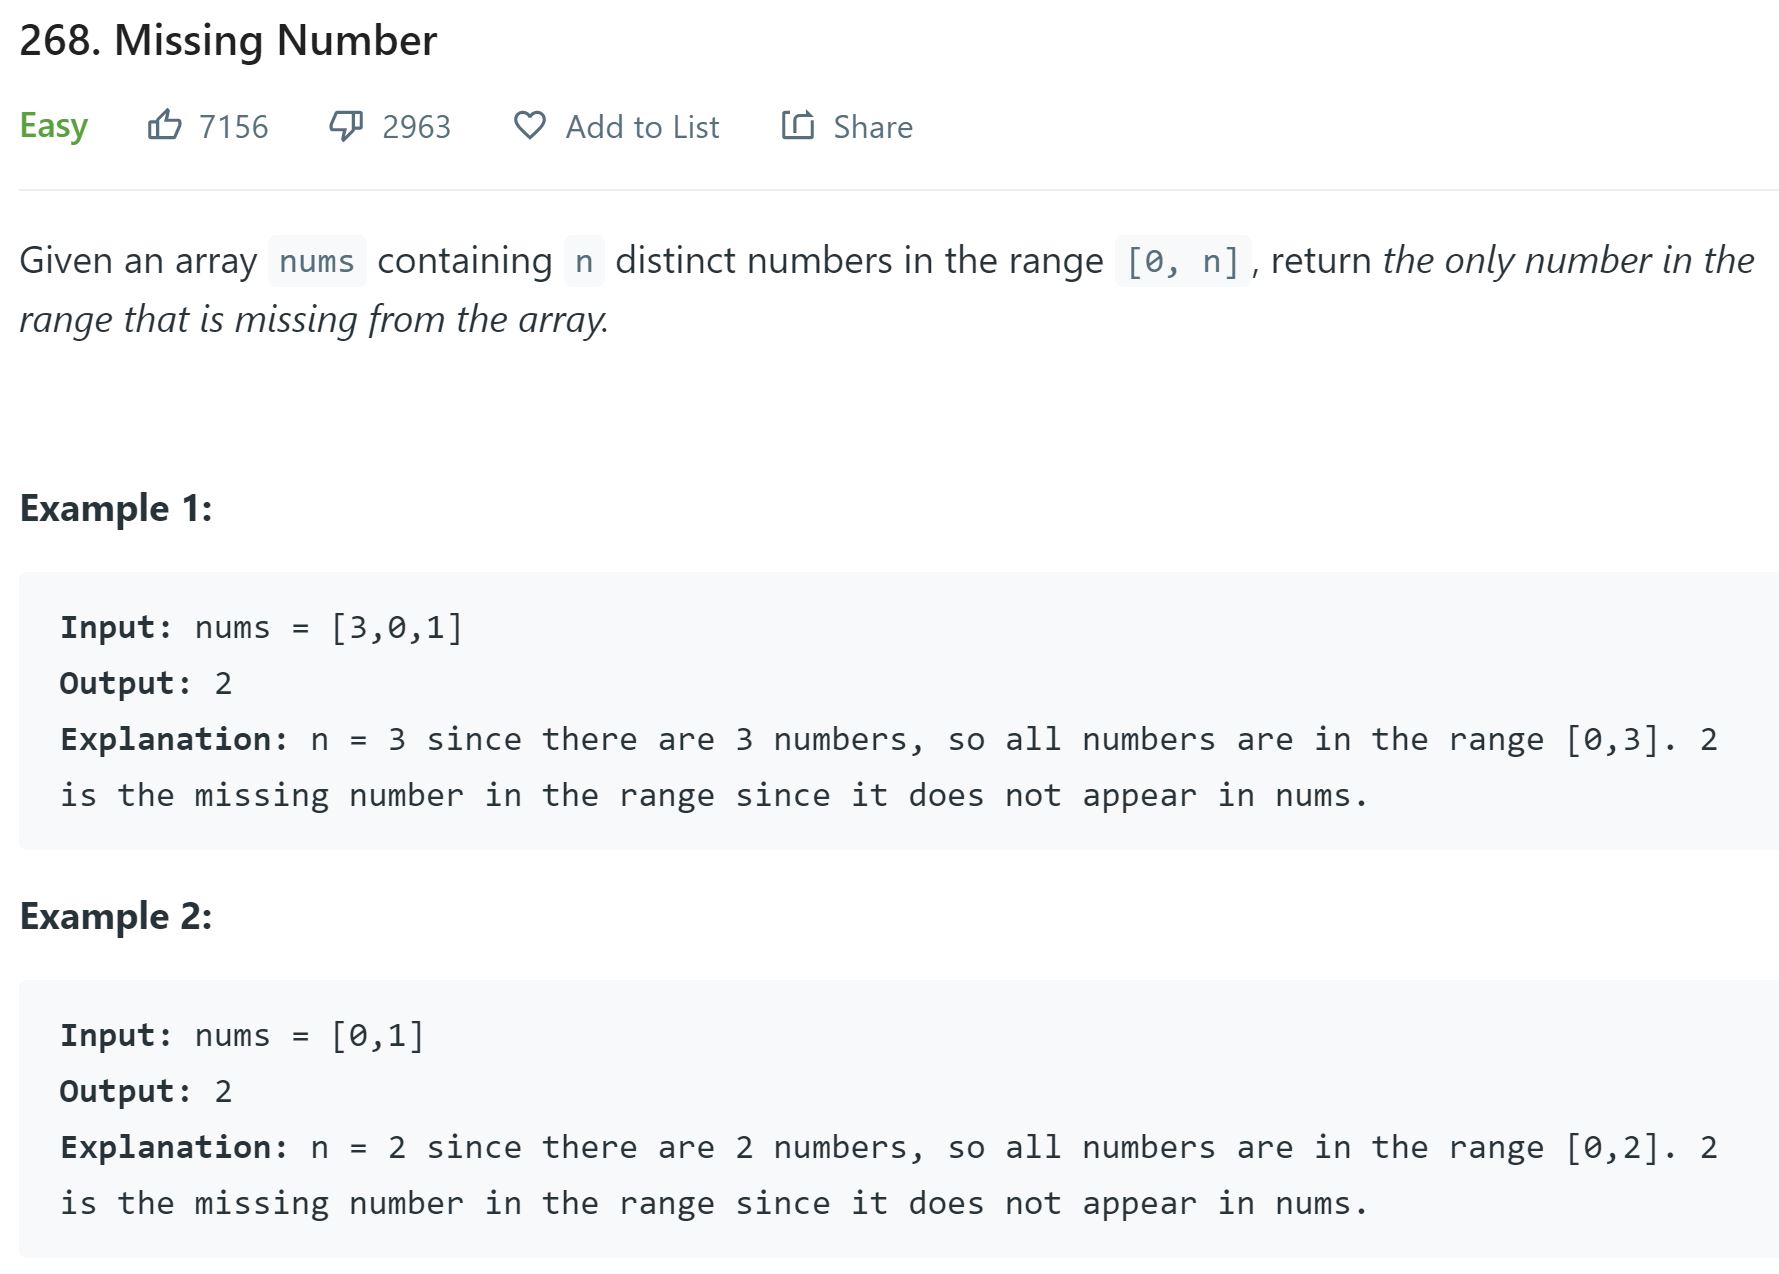 268. Missing Number
Easy 7156 2963 Add to List Share
Given an array nums containing n distinct numbers in the range [0, n], return the only number in the
range that is missing from the array.
Example 1:
Input: nums = [3,0,1]
Output: 2
Explanation: n = 3 since there are 3 numbers, so all numbers are in the range [0,3]. 2
is the missing number in the range since it does not appear in nums.
Example 2:
Input: nums = [0,1]
Output: 2
Explanation: n = 2 since there are 2 numbers, so all numbers are in the range [0,2]. 2
is the missing number in the range since it does not appear in nums.